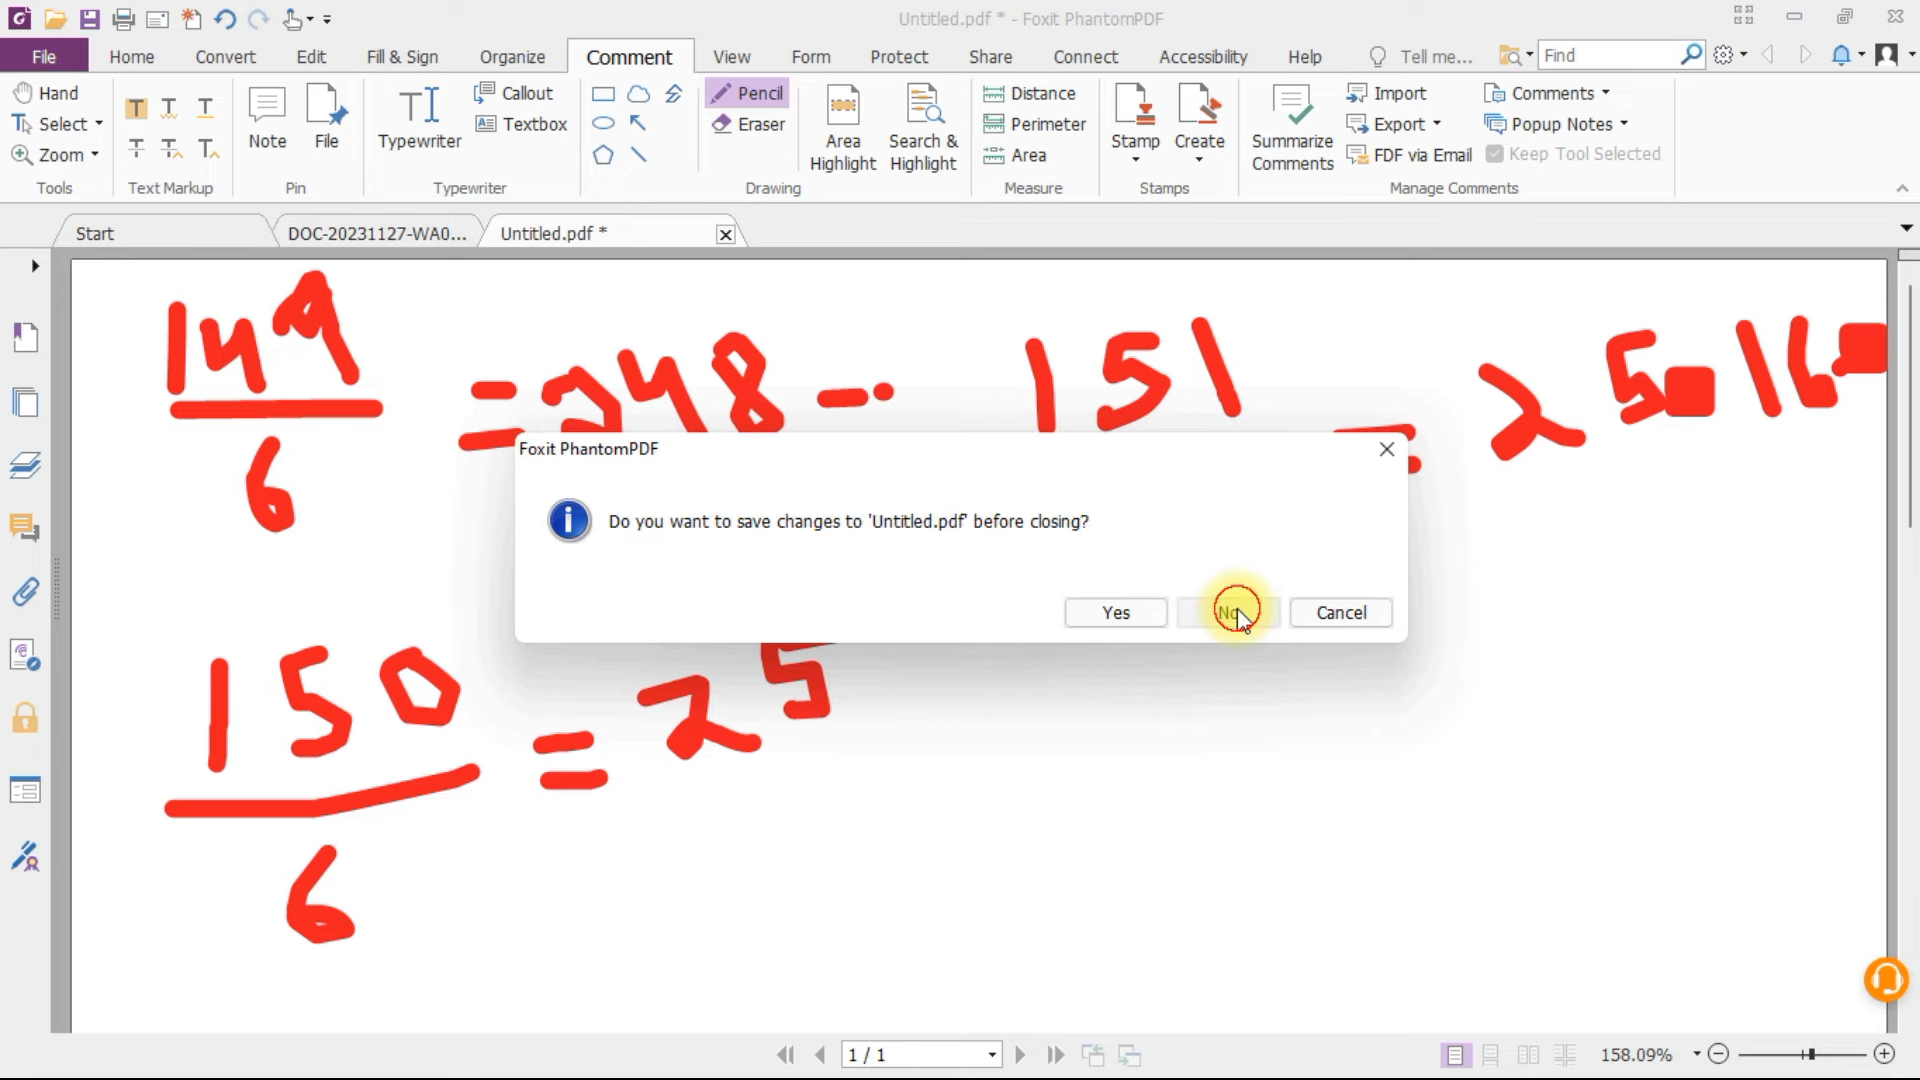 Untitled.pdf * - Foxit PhantomPDF
File Home Convert Edit Fill & Sign Organize Comment View Form Protect Share Connect Accessibility Help Tell me... Find
Hand
Select
Zoom
Tools
Text Markup
Note File
Pin
Typewriter
Callout
Textbox
Typewriter
Pencil
Eraser
Area Highlight
Search & Highlight
Drawing
Distance
Perimeter
Area
Measure
Stamp Create
Stamps
Summarize Comments
Import
Export
FDF via Email
Comments
Popup Notes
Keep Tool Selected
Manage Comments
Start DOC-20231127-WA0... Untitled.pdf *
149 = 248 - 151 = 25.16.
6
Foxit PhantomPDF
Do you want to save changes to 'Untitled.pdf' before closing?
Yes No Cancel
150 = 25
6
1 / 1 158.09%